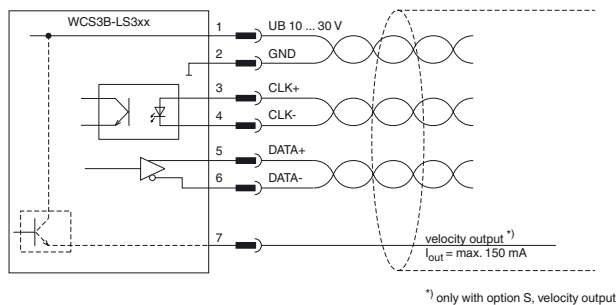 WCS3B-LS3xx
1 UB 10 ... 30 V
2 GND
3 CLK+
4 CLK-
5 DATA+
6 DATA-
7 velocity output *)
Iout = max. 150 mA
*) only with option S, velocity output